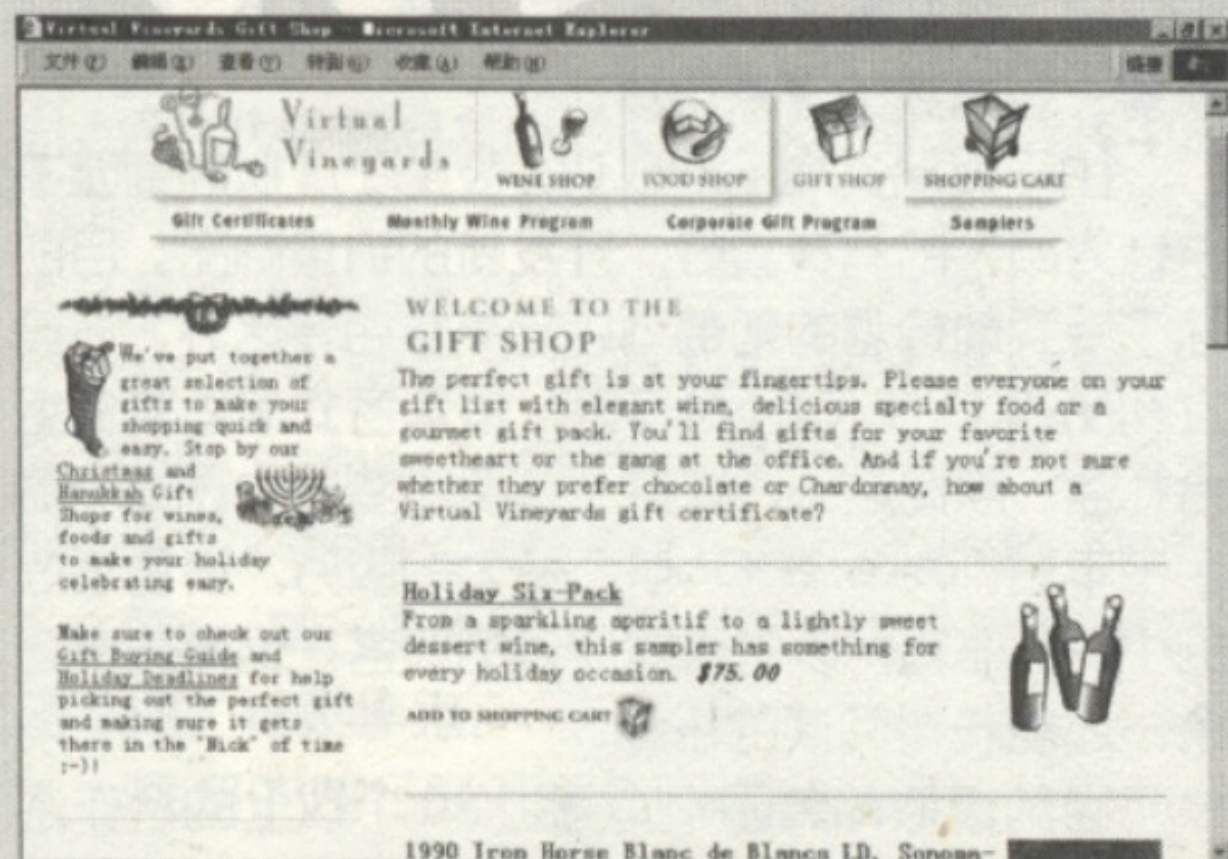 Virtual Vineyards Gift Shop - Microsoft Internet Explorer
文件(F) 编辑(E) 查看(V) 转到(G) 收藏(A) 帮助(H)
Virtual
Vineyards
WINE SHOP FOOD SHOP GIFT SHOP SHOPPING CART
Gift Certificates Monthly Wine Program Corporate Gift Program Samplers
We've put together a
great selection of
gifts to make your
shopping quick and
easy. Stop by our
Christmas and
Hanukkah Gift
Shops for wines,
foods and gifts
to make your holiday
celebrating easy.
Make sure to check out our
Gift Buying Guide and
Holiday Deadlines for help
picking out the perfect gift
and making sure it gets
there in the "Nick" of time
:-)!
WELCOME TO THE
GIFT SHOP
The perfect gift is at your fingertips. Please everyone on your
gift list with elegant wine, delicious specialty food or a
gourmet gift pack. You'll find gifts for your favorite
sweetheart or the gang at the office. And if you're not sure
whether they prefer chocolate or Chardonnay, how about a
Virtual Vineyards gift certificate?
Holiday Six-Pack
From a sparkling aperitif to a lightly sweet
dessert wine, this sampler has something for
every holiday occasion. $75.00
ADD TO SHOPPING CART
1990 Iron Horse Blanc de Blancs LD, Sonoma-